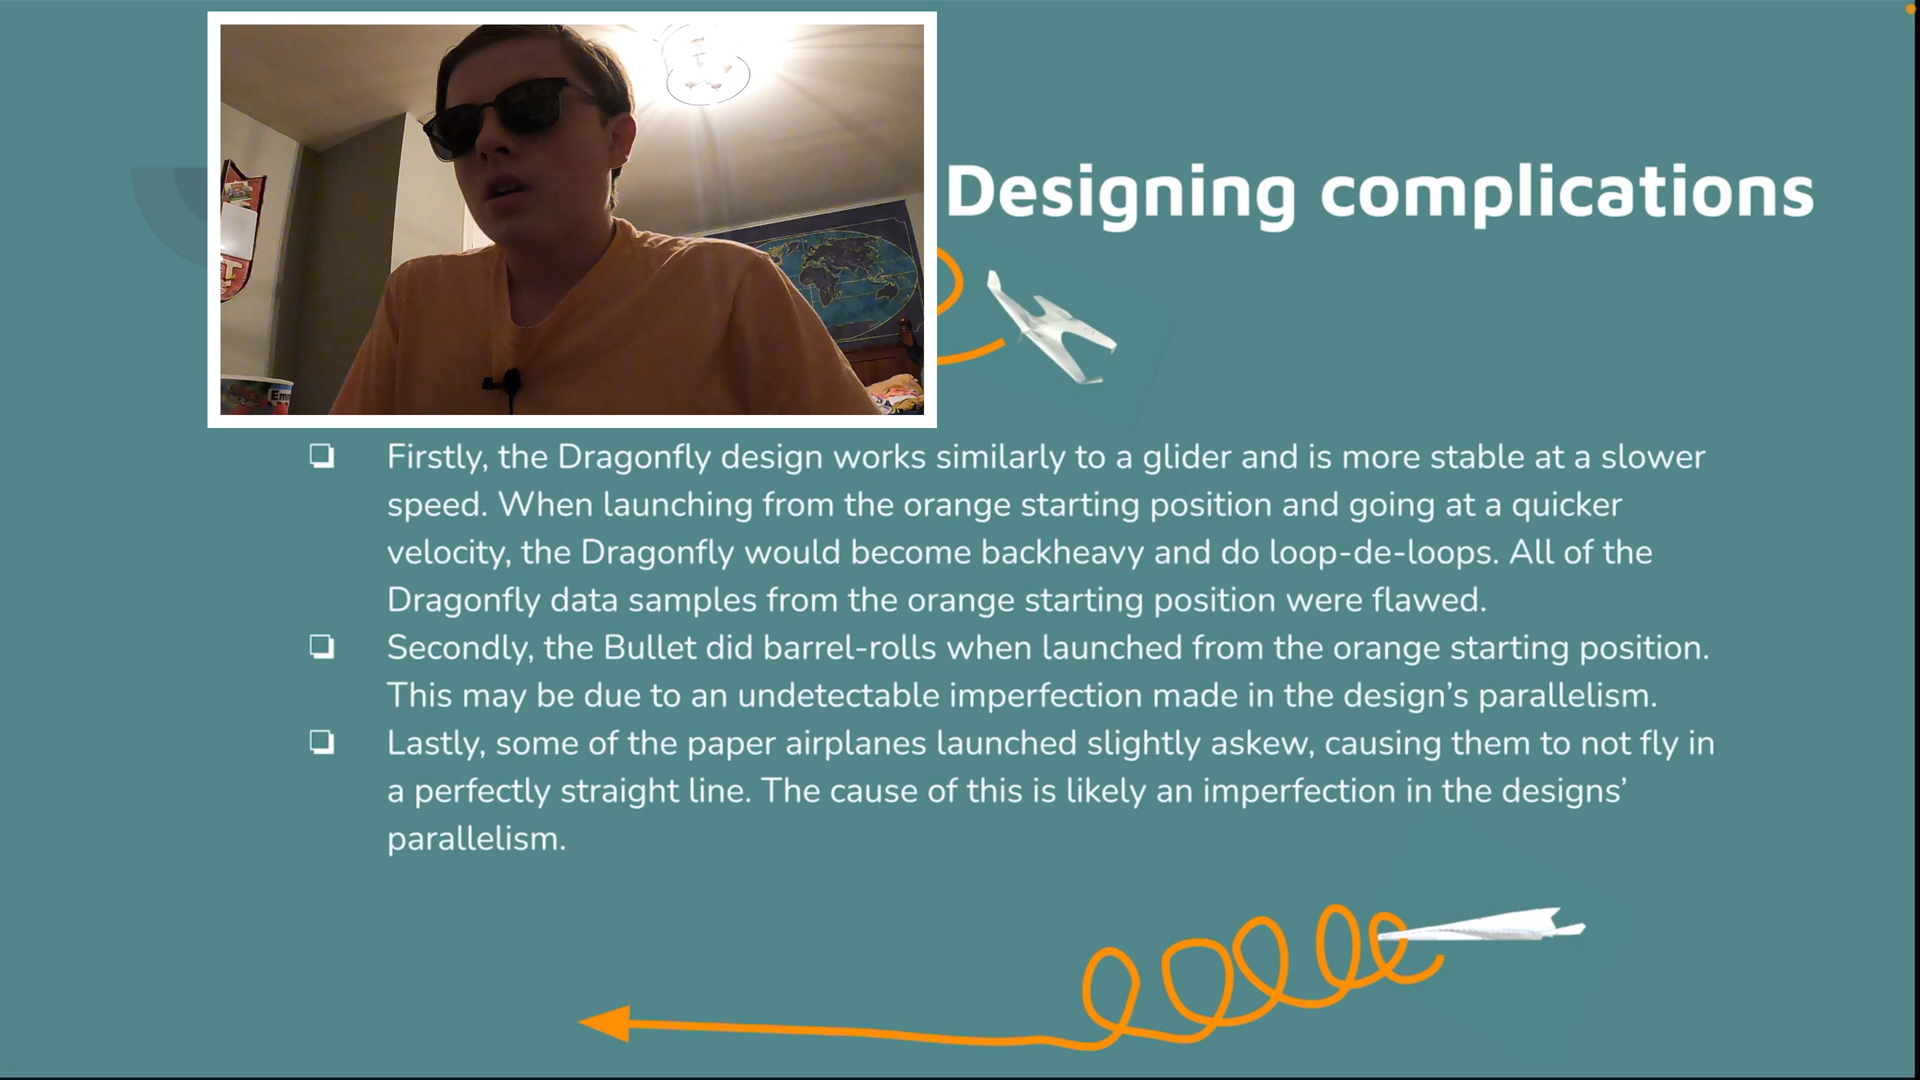 Designing complications
Firstly, the Dragonfly design works similarly to a glider and is more stable at a slower
speed. When launching from the orange starting position and going at a quicker
velocity, the Dragonfly would become backheavy and do loop-de-loops. All of the
Dragonfly data samples from the orange starting position were flawed.
Secondly, the Bullet did barrel-rolls when launched from the orange starting position.
This may be due to an undetectable imperfection made in the design’s parallelism.
Lastly, some of the paper airplanes launched slightly askew, causing them to not fly in
a perfectly straight line. The cause of this is likely an imperfection in the designs’
parallelism.